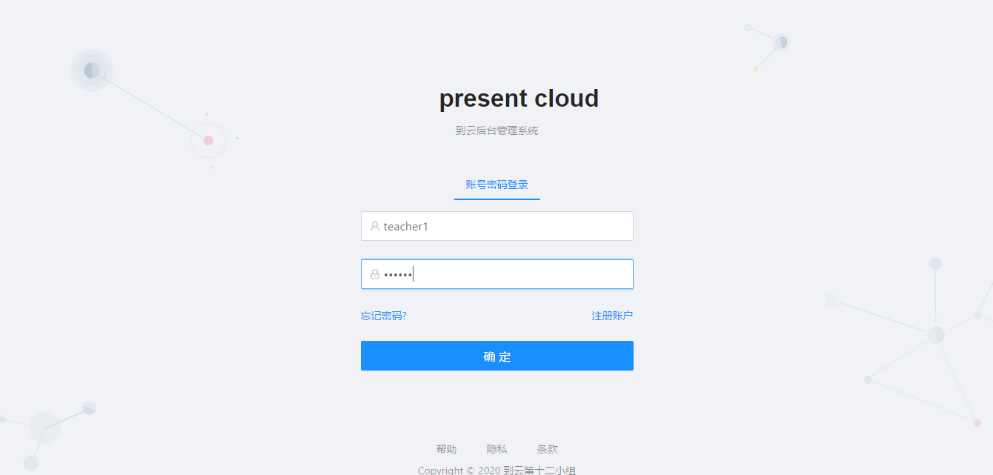 present cloud
到云后台管理系统
账号密码登录
teacher1
••••••
忘记密码? 注册账户
确 定
帮助 隐私 条款
Copyright © 2020 到云第十二小组